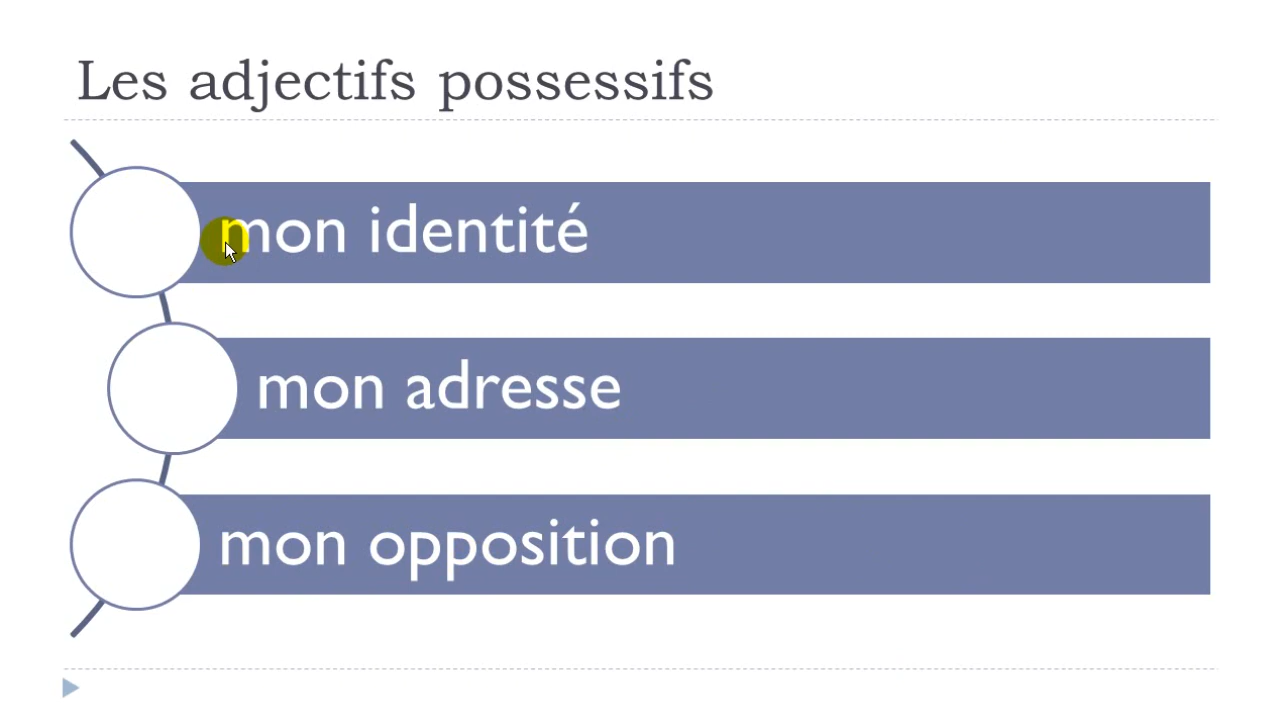 Les adjectifs possessifs
mon identité
mon adresse
mon opposition